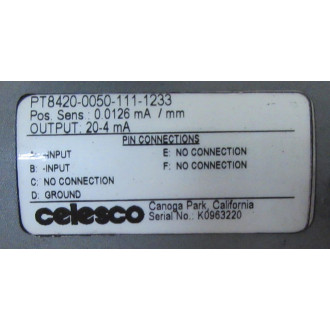 PT8420-0050-111-1233
Pos. Sens : 0.0126 mA / mm
OUTPUT: 20-4 mA
PIN CONNECTIONS
A: -INPUT E: NO CONNECTION
B: -INPUT F: NO CONNECTION
C: NO CONNECTION
D: GROUND
celesco Canoga Park, California
Serial No.: K0963220